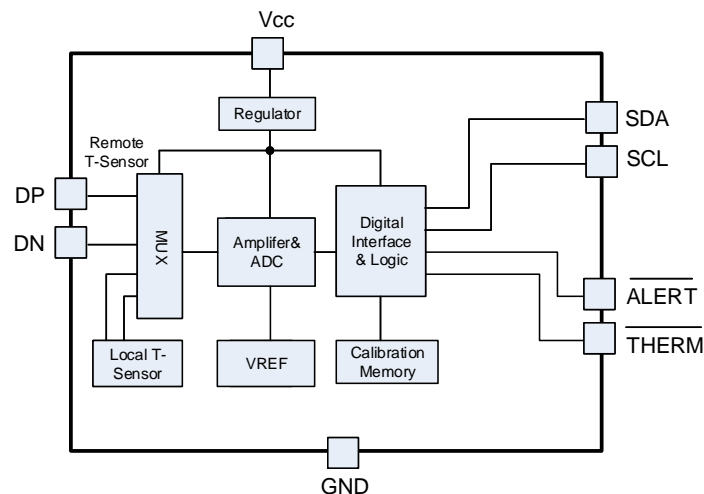 Vcc
Regulator
SDA
Remote
T-Sensor
SCL
DP
MUX
DN
Amplifer&
ADC
Digital
Interface
& Logic
ALERT
THERM
Local T-
Sensor
VREF
Calibration
Memory
GND